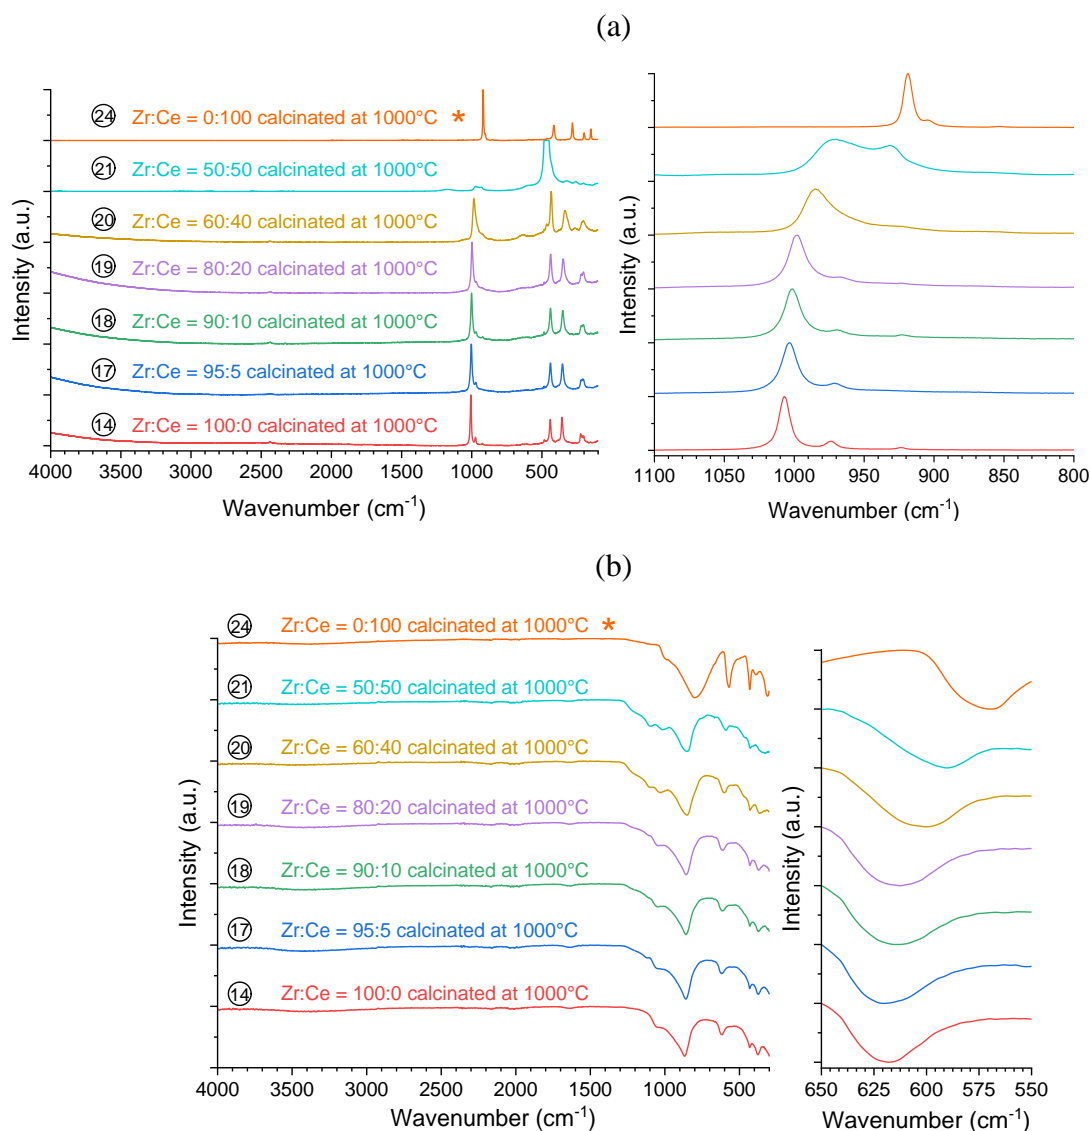 (a)
24 Zr:Ce = 0:100 calcinated at 1000°C *
21 Zr:Ce = 50:50 calcinated at 1000°C
20 Zr:Ce = 60:40 calcinated at 1000°C
19 Zr:Ce = 80:20 calcinated at 1000°C
18 Zr:Ce = 90:10 calcinated at 1000°C
17 Zr:Ce = 95:5 calcinated at 1000°C
14 Zr:Ce = 100:0 calcinated at 1000°C
Intensity (a.u.)
4000 3500 3000 2500 2000 1500 1000 500
Wavenumber (cm⁻¹)
Intensity (a.u.)
1100 1050 1000 950 900 850 800
Wavenumber (cm⁻¹)
(b)
24 Zr:Ce = 0:100 calcinated at 1000°C *
21 Zr:Ce = 50:50 calcinated at 1000°C
20 Zr:Ce = 60:40 calcinated at 1000°C
19 Zr:Ce = 80:20 calcinated at 1000°C
18 Zr:Ce = 90:10 calcinated at 1000°C
17 Zr:Ce = 95:5 calcinated at 1000°C
14 Zr:Ce = 100:0 calcinated at 1000°C
Intensity (a.u.)
4000 3500 3000 2500 2000 1500 1000 500
Wavenumber (cm⁻¹)
Intensity (a.u.)
650 625 600 575 550
Wavenumber (cm⁻¹)